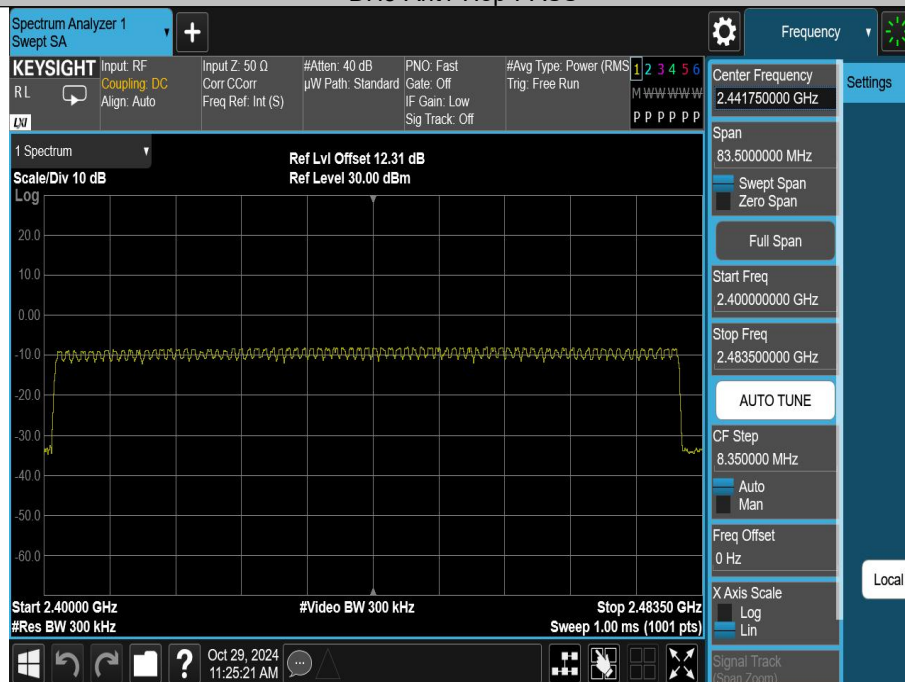 Spectrum Analyzer 1
Swept SA
+
Frequency
KEYSIGHT
RL
LXI
Input: RF
Coupling: DC
Align: Auto
Input Z: 50 Ω
Corr CCorr
Freq Ref: Int (S)
#Atten: 40 dB
µW Path: Standard
PNO: Fast
Gate: Off
IF Gain: Low
Sig Track: Off
#Avg Type: Power (RMS
Trig: Free Run
1 2 3 4 5 6
M W W W W W
P P P P P P
1 Spectrum
Scale/Div 10 dB
Log
Ref Lvl Offset 12.31 dB
Ref Level 30.00 dBm
20.0
10.0
0.00
-10.0
-20.0
-30.0
-40.0
-50.0
-60.0
Start 2.40000 GHz
#Res BW 300 kHz
#Video BW 300 kHz
Stop 2.48350 GHz
Sweep 1.00 ms (1001 pts)
Oct 29, 2024
11:25:21 AM
?
Center Frequency
2.441750000 GHz
Span
83.5000000 MHz
Swept Span
Zero Span
Full Span
Start Freq
2.400000000 GHz
Stop Freq
2.483500000 GHz
AUTO TUNE
CF Step
8.350000 MHz
Auto
Man
Freq Offset
0 Hz
X Axis Scale
Log
Lin
Signal Track
(Span Zoom)
Settings
Local